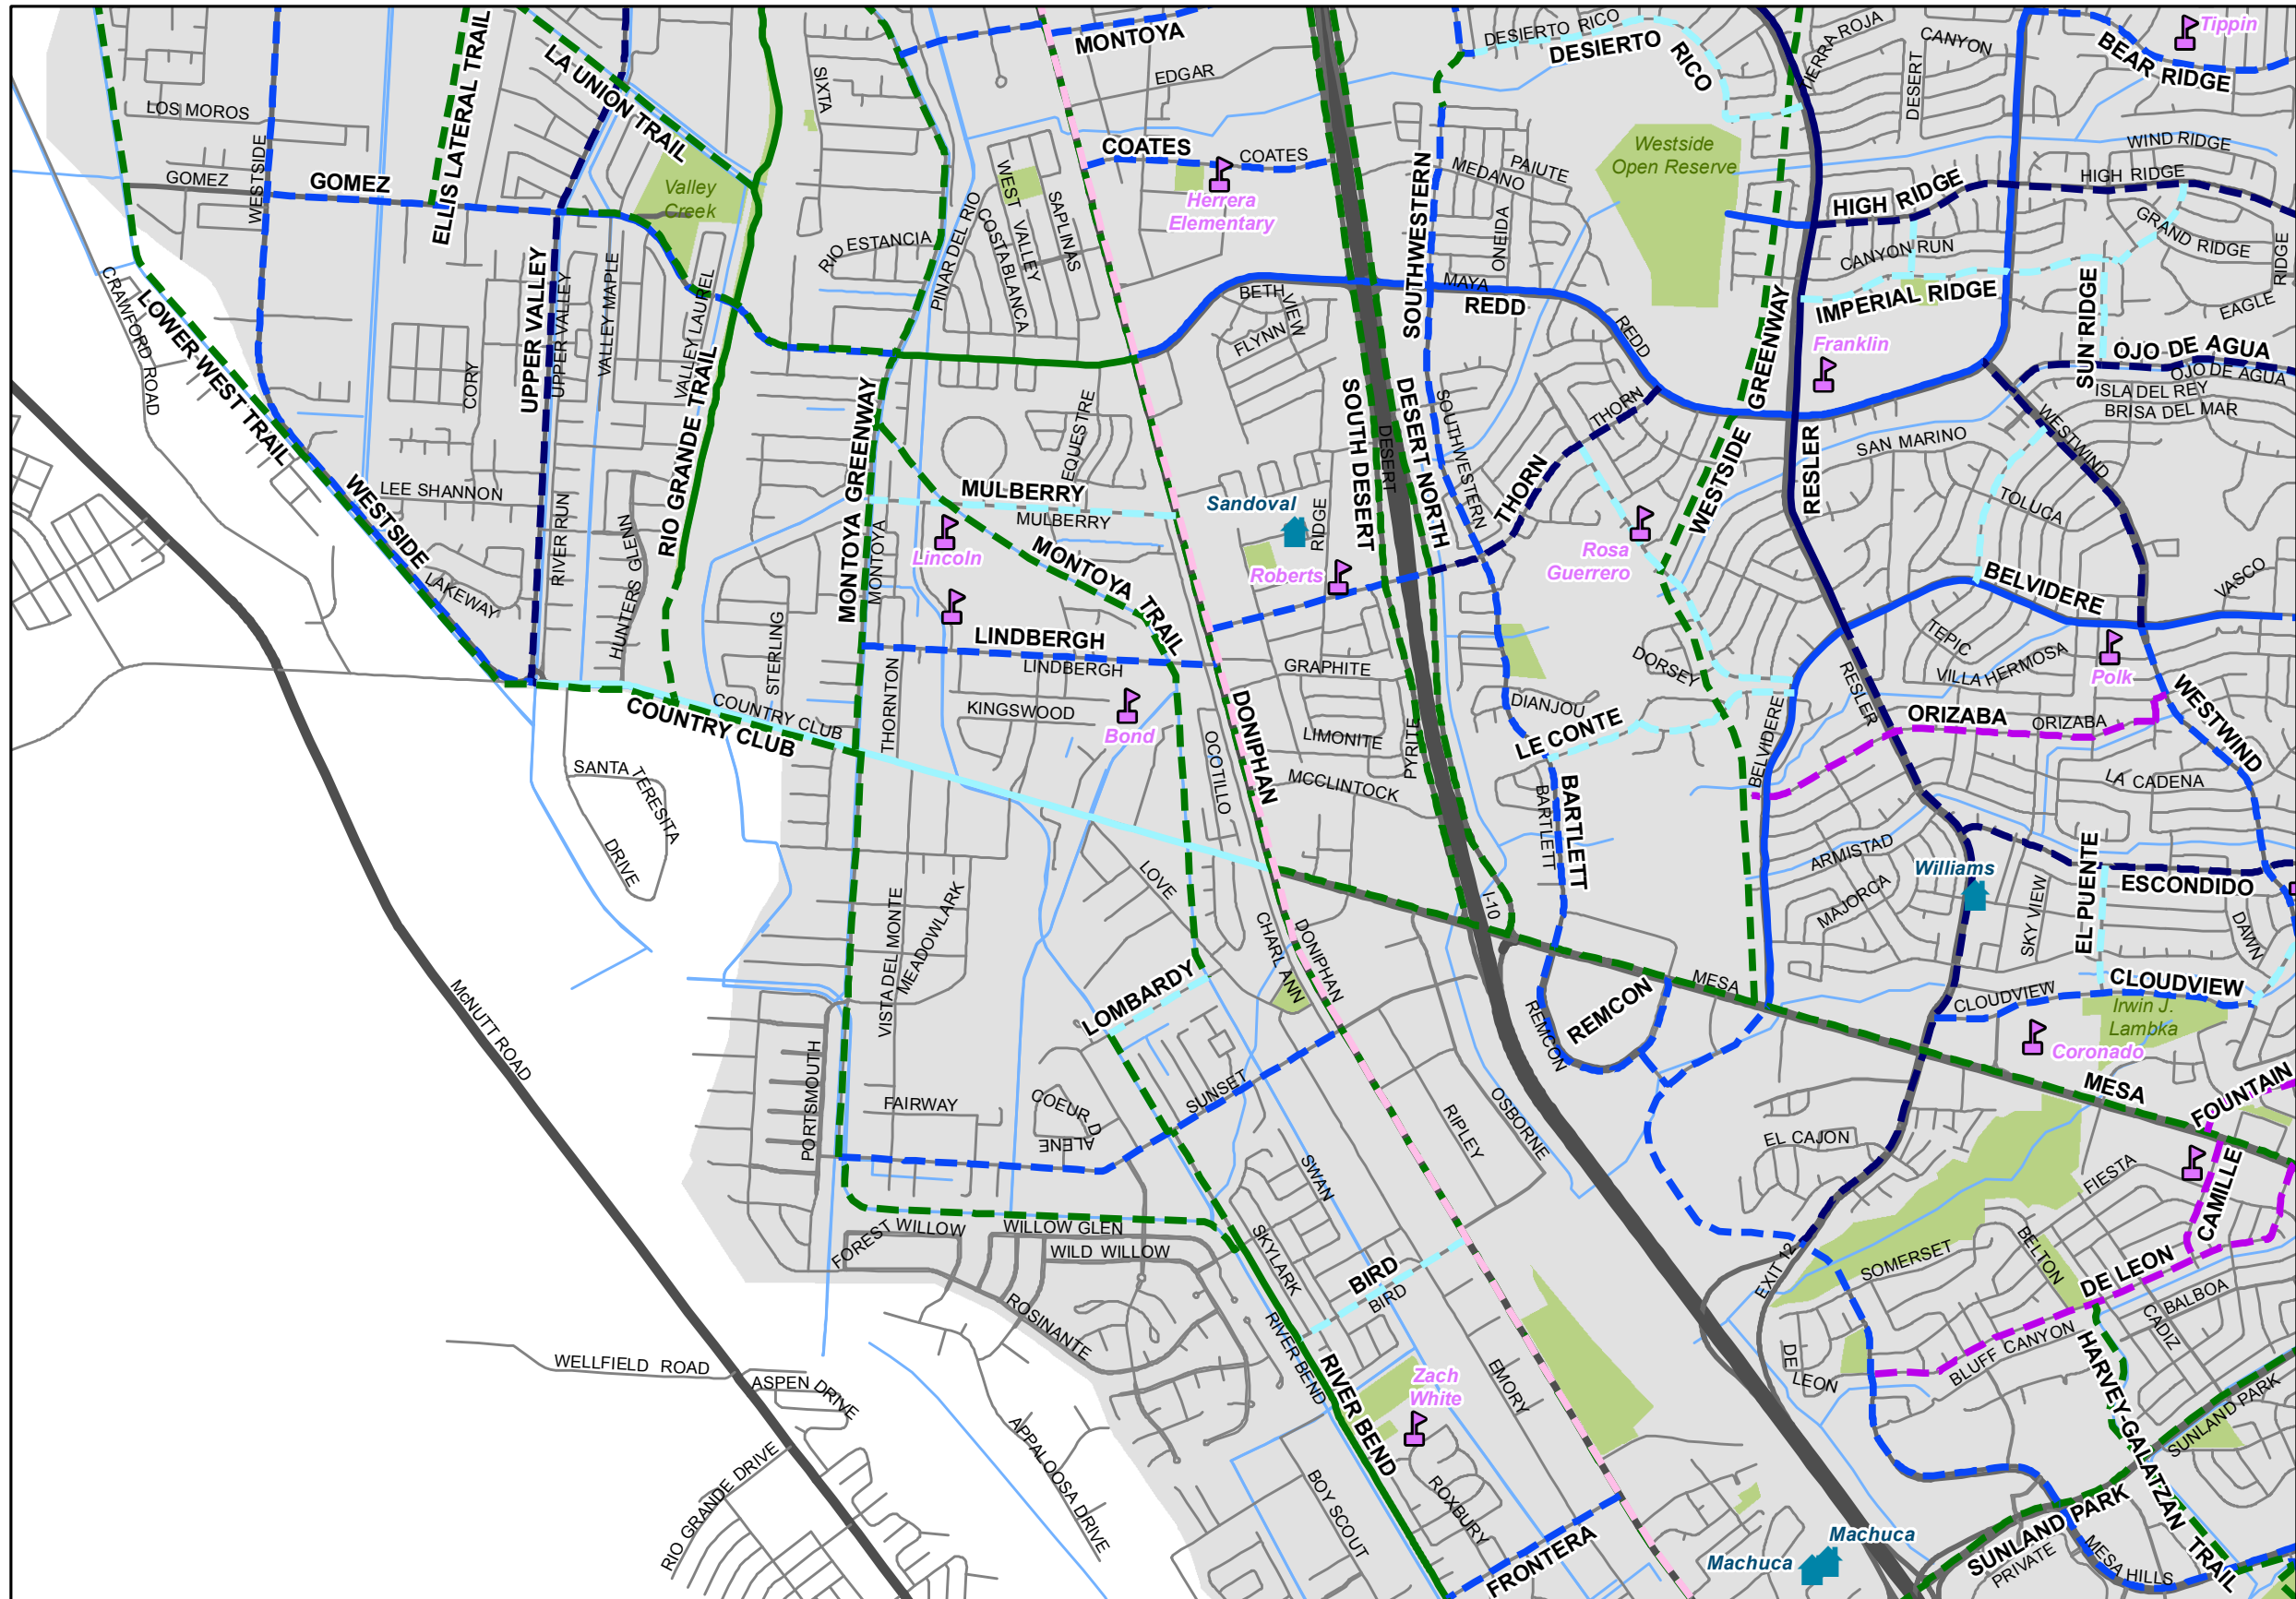 Tippin
MONTOYA
DESIERTO RICO
DESIERTO
RICO
TIERRA ROJA
CANYON
BEAR RIDGE
ELLIS LATERAL TRAIL
LA UNION TRAIL
SIXTA
EDGAR
DESERT
LOS MOROS
WESTSIDE
GOMEZ
GOMEZ
Valley
Creek
COATES
COATES
Herrera
Elementary
WEST VALLEY
SAPLINAS
COSTA BLANCA
PINAR DEL RIO
RIO ESTANCIA
SOUTHWESTERN
MEDANO
PAIUTE
ONEIDA
Westside
Open Reserve
WIND RIDGE
HIGH RIDGE
HIGH RIDGE
GRAND RIDGE
RIDGE
CANYON RUN
IMPERIAL RIDGE
EAGLE
SUN RIDGE
CRAWFORD ROAD
LOWER WEST TRAIL
UPPER VALLEY
UPPER VALLEY
VALLEY MAPLE
VALLEY LAUREL
RIO GRANDE TRAIL
CORY
BETH
VIEW
FLYNN
MAYA
REDD
REDD
GREENWAY
WESTSIDE
Franklin
OJO DE AGUA
OJO DE AGUA
ISLA DEL REY
BRISA DEL MAR
WESTWIND
SAN MARINO
RESLER
TOLUCA
THORN
THORN
SOUTH DESERT
DESERT
DESERT NORTH
SOUTHWESTERN
EQUESTRE
MONTOYA GREENWAY
MONTOYA
MULBERRY
MULBERRY
MONTOYA TRAIL
Lincoln
Sandoval
RIDGE
Roberts
Rosa
Guerrero
LEE SHANNON
WESTSIDE
LAKEWAY
RIVER RUN
HUNTERS GLENN
STERLING
BELVIDERE
VASCO
TEPIC
VILLA HERMOSA
Polk
LINDBERGH
LINDBERGH
THORNTON
KINGSWOOD
Bond
GRAPHITE
LIMONITE
MCCLINTOCK
PYRITE
OCOTILLO
DONIPHAN
DIANJOU
LE CONTE
DORSEY
BELVIDERE
RESLER
ORIZABA
ORIZABA
WESTWIND
LA CADENA
COUNTRY CLUB
COUNTRY CLUB
SANTA
TERESITA
DRIVE
BARTLETT
BARTLETT
ARMISTAD
MAJORCA
Williams
SKY VIEW
EL PUENTE
ESCONDIDO
DAWN
LOVE
VISTA DEL MONTE
MEADOWLARK
CHARL ANN
DONIPHAN
I-10
MESA
REMCON
REMCON
CLOUDVIEW
CLOUDVIEW
Irwin J.
Lambka
Coronado
MESA
FOUNTAIN
LOMBARDY
McNUTT ROAD
PORTSMOUTH
FAIRWAY
COEUR D
ALENE
SUNSET
RIPLEY
OSBORNE
SWAN
EL CAJON
FIESTA
CAMILLE
FOREST WILLOW
WILLOW GLEN
WILD WILLOW
SKYLARK
BIRD
BIRD
EXIT 12
SOMERSET
BELTON
DE LEON
BALBOA
CADIZ
ROSINANTE
RIVER BEND
RIVER BEND
EMORY
DE
LEON
BLUFF CANYON
HARVEY-GALATZAN TRAIL
WELLFIELD ROAD
ASPEN DRIVE
APPALOOSA DRIVE
RIO GRANDE DRIVE
Zach
White
BOY SCOUT
ROXBURY
FRONTERA
Machuca
Machuca
SUNLAND PARK
SUNLAND PARK
PRIVATE
MESA HILLS